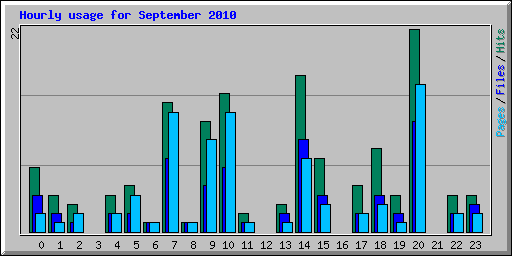 Hourly usage for September 2010
22
Pages / Files / Hits
0 1 2 3 4 5 6 7 8 9 10 11 12 13 14 15 16 17 18 19 20 21 22 23